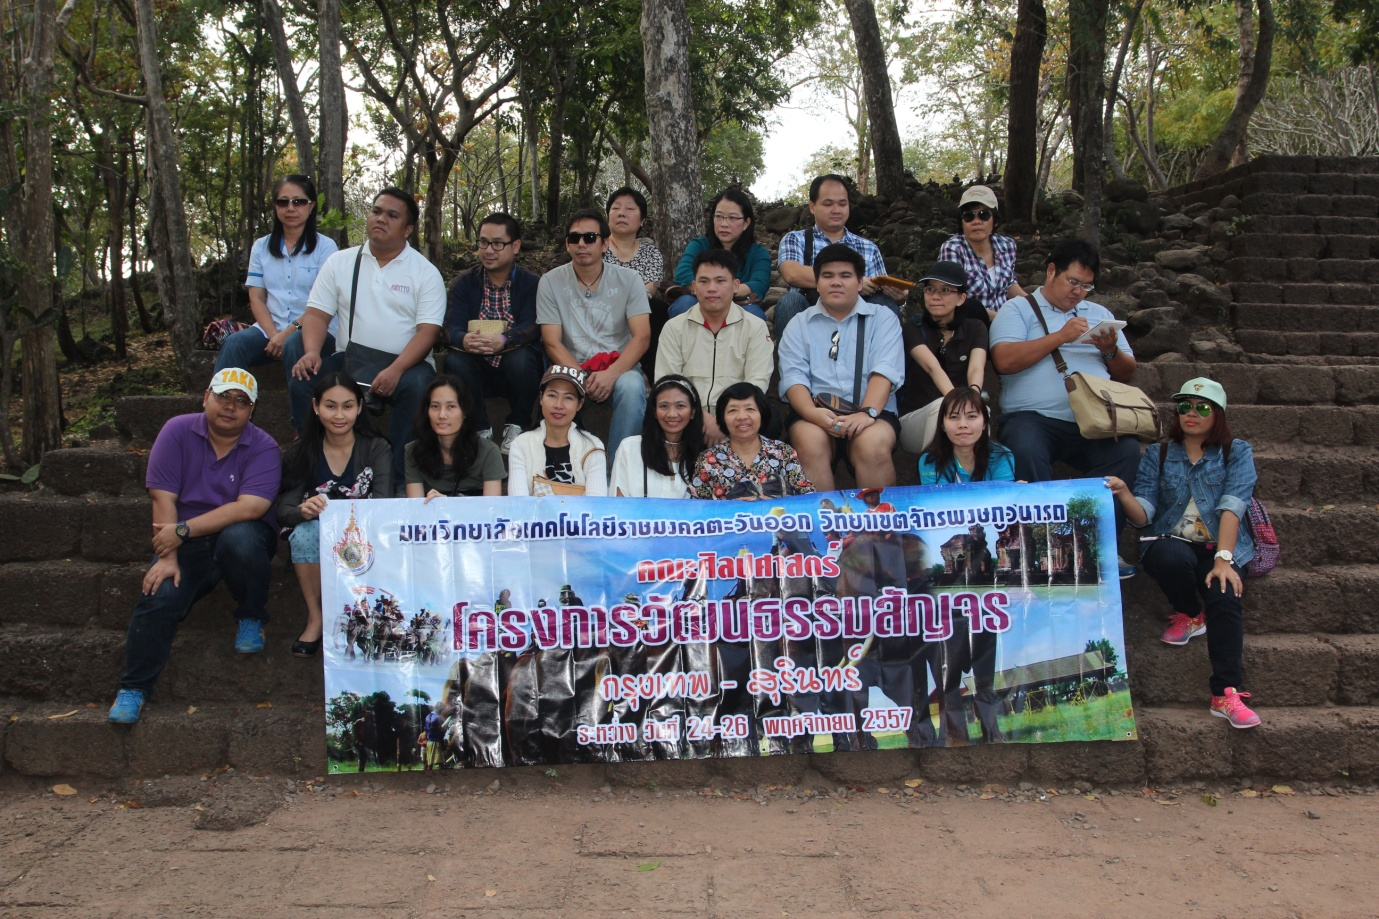 TAKE
RICH
มหาวิทยาลัยเทคโนโลยีราชมงคลตะวันออก วิทยาเขตจักรพงษภูวนารถ
คณะศิลปศาสตร์
โครงการวัฒนธรรมสัญจร
กรุงเทพ - สุรินทร์
ระหว่าง วันที่ 24-26 พฤศจิกายน 2557